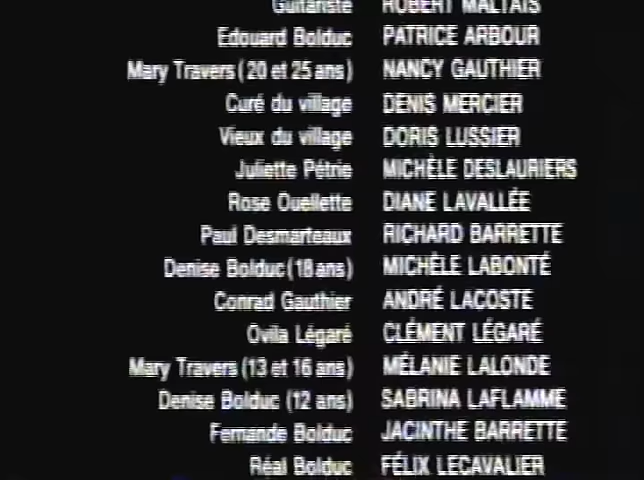 Guitariste ROBERT MALTAIS
Edouard Bolduc PATRICE ARBOUR
Mary Travers (20 et 25 ans) NANCY GAUTHIER
Curé du village DENIS MERCIER
Vieux du village DORIS LUSSIER
Juliette Pétrie MICHÈLE DESLAURIERS
Rose Ouellette DIANE LAVALLÉE
Paul Desmarteaux RICHARD BARRETTE
Denise Bolduc (18 ans) MICHÈLE LABONTÉ
Conrad Gauthier ANDRÉ LACOSTE
Ovila Légaré CLÉMENT LÉGARÉ
Mary Travers (13 et 16 ans) MÉLANIE LALONDE
Denise Bolduc (12 ans) SABRINA LAFLAMME
Fernande Bolduc JACINTHE BARRETTE
Réal Bolduc FÉLIX LECAVALIER